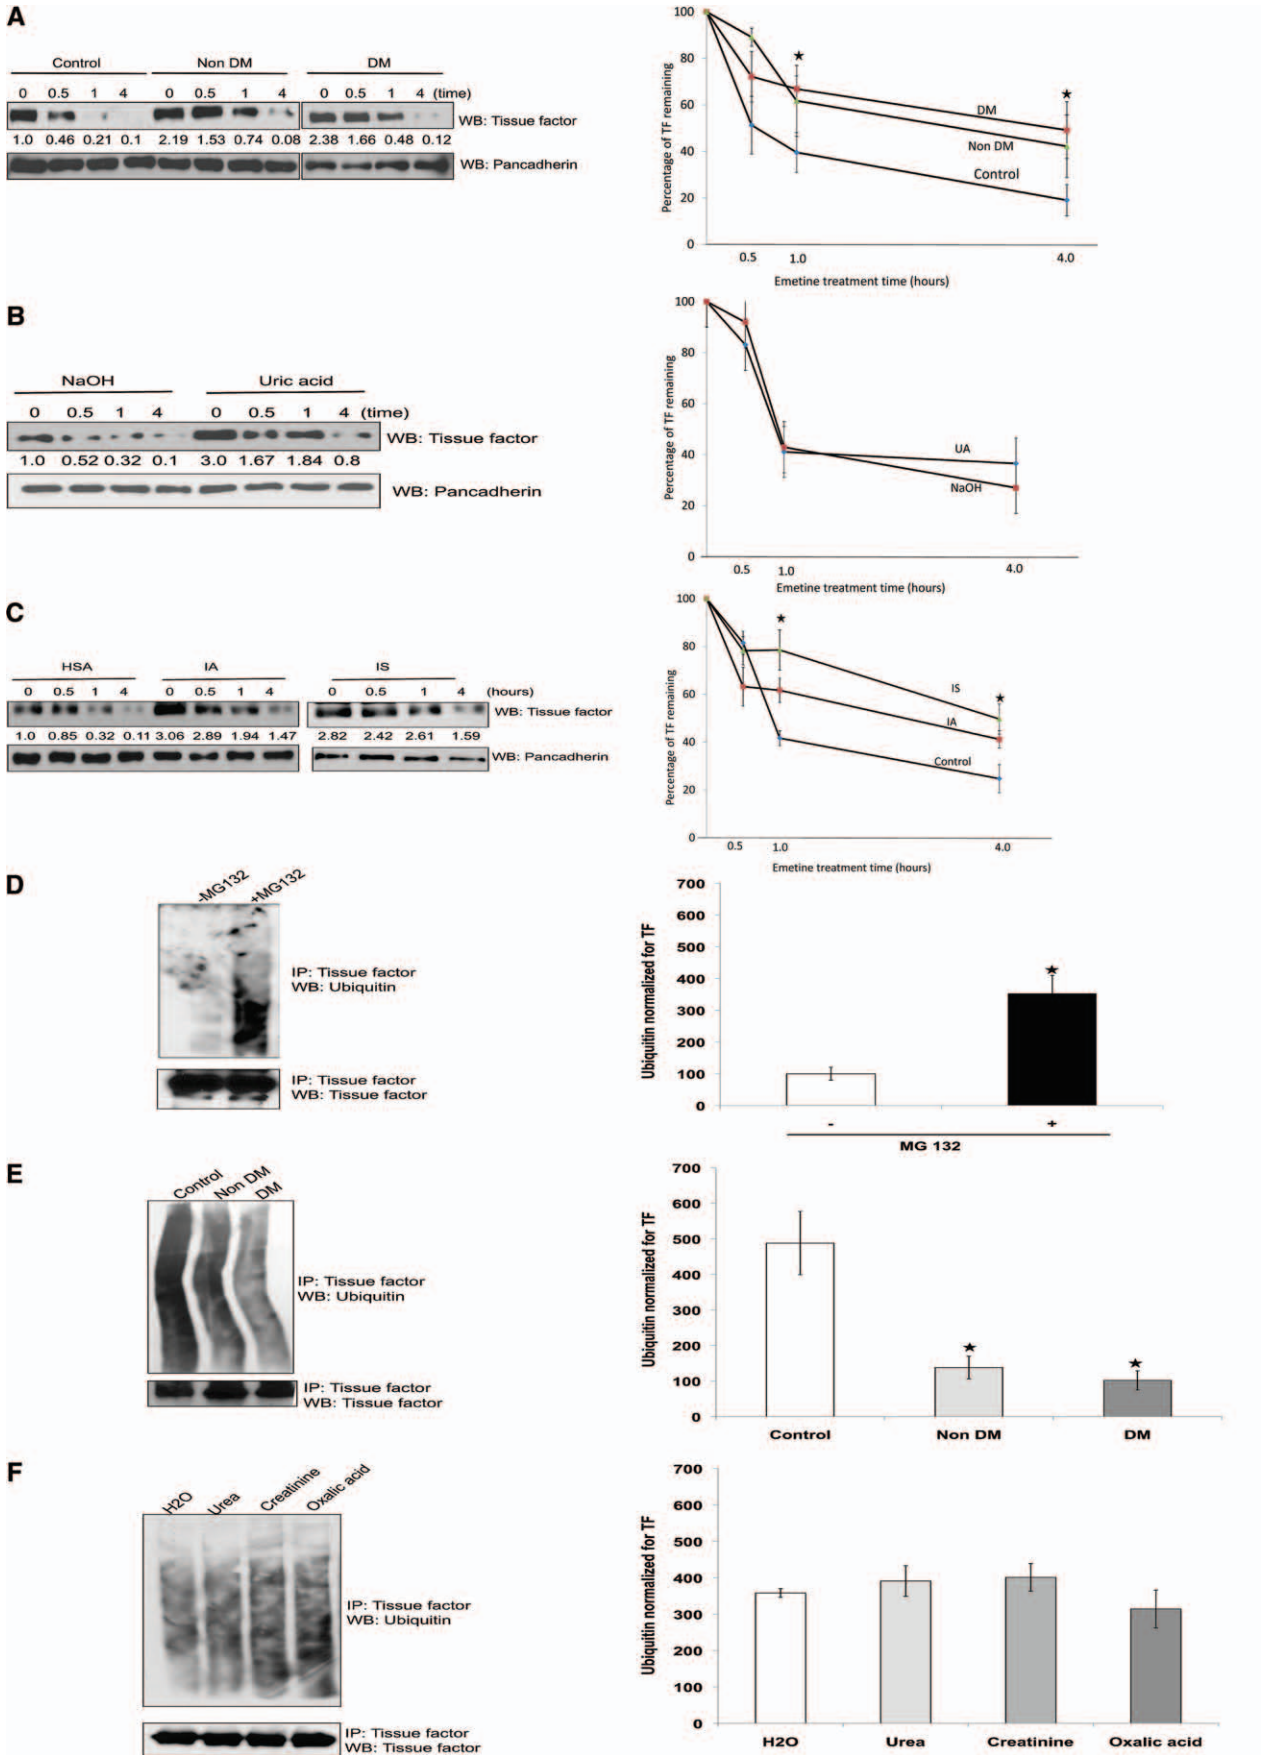 A
Control Non DM DM
0 0.5 1 4 0 0.5 1 4 0 0.5 1 4 (time)
WB: Tissue factor
1.0 0.46 0.21 0.1 2.19 1.53 0.74 0.08 2.38 1.66 0.48 0.12
WB: Pancadherin
Percentage of TF remaining
100
80
60
40
20
0
DM
Non DM
Control
0.5 1.0 4.0
Emetine treatment time (hours)
B
NaOH Uric acid
0 0.5 1 4 0 0.5 1 4 (time)
WB: Tissue factor
1.0 0.52 0.32 0.1 3.0 1.67 1.84 0.8
WB: Pancadherin
Percentage of TF remaining
100
80
60
40
20
0
UA
NaOH
0.5 1.0 4.0
Emetine treatment time (hours)
C
HSA IA IS
0 0.5 1 4 0 0.5 1 4 0 0.5 1 4 (hours)
WB: Tissue factor
1.0 0.85 0.32 0.11 3.06 2.89 1.94 1.47 2.82 2.42 2.61 1.59
WB: Pancadherin
Percentage of TF remaining
100
80
60
40
20
0
IS
IA
Control
0.5 1.0 4.0
Emetine treatment time (hours)
D
-MG132 +MG132
IP: Tissue factor
WB: Ubiquitin
IP: Tissue factor
WB: Tissue factor
Ubiquitin normalized for TF
700
600
500
400
300
200
100
0
- +
MG 132
E
Control Non DM DM
IP: Tissue factor
WB: Ubiquitin
IP: Tissue factor
WB: Tissue factor
Ubiquitin normalized for TF
700
600
500
400
300
200
100
0
Control Non DM DM
F
H2O Urea Creatinine Oxalic acid
IP: Tissue factor
WB: Ubiquitin
IP: Tissue factor
WB: Tissue factor
Ubiquitin normalized for TF
700
600
500
400
300
200
100
0
H2O Urea Creatinine Oxalic acid